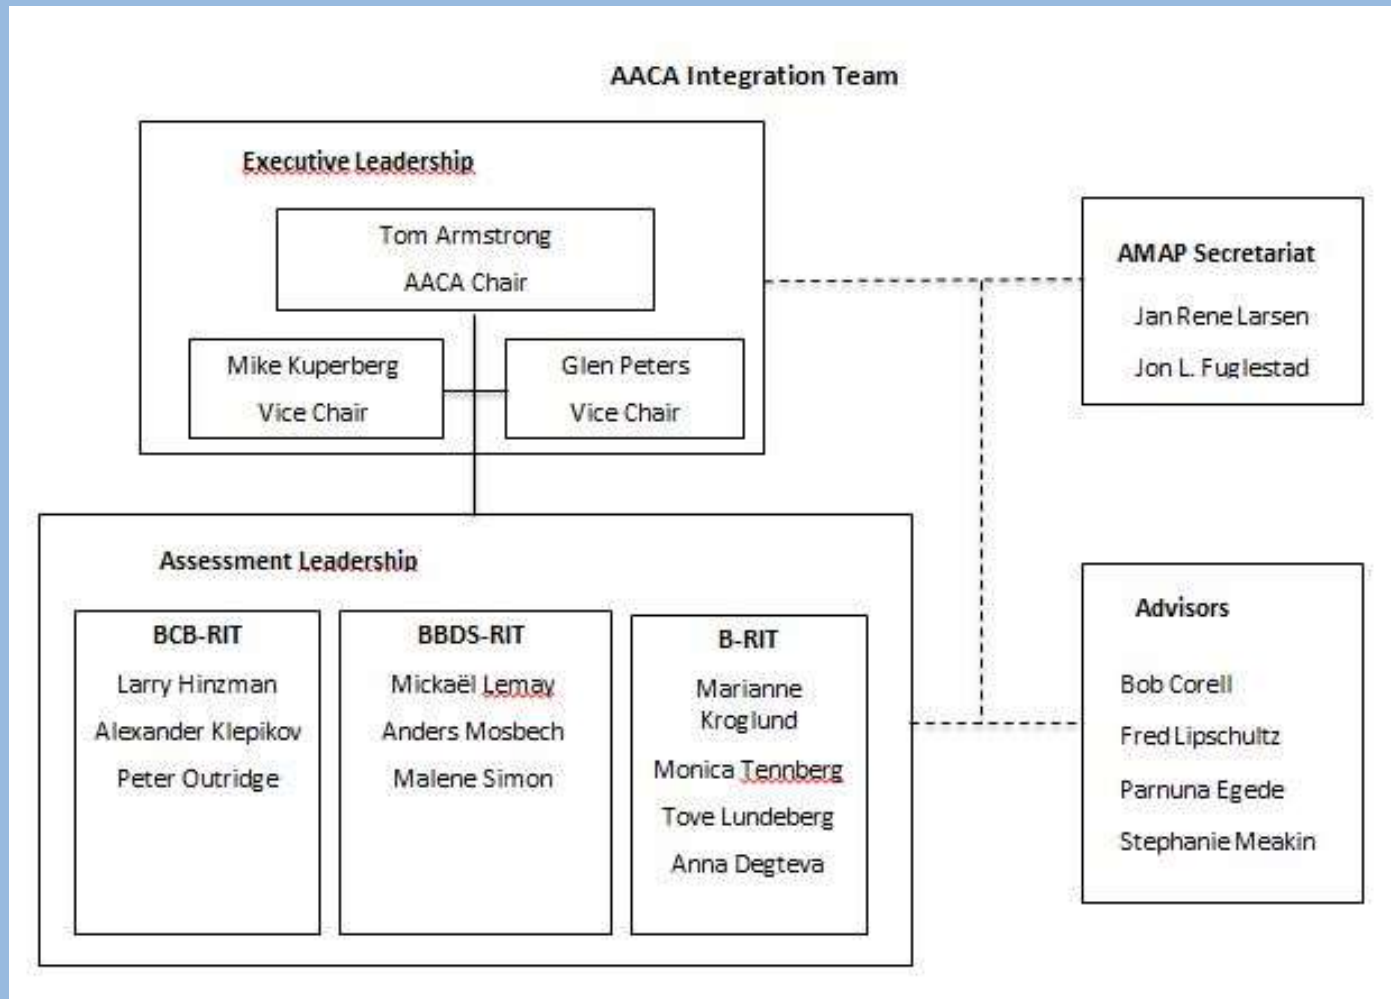 AACA Integration Team
Executive Leadership
Tom Armstrong
AACA Chair
Mike Kuperberg
Vice Chair
Glen Peters
Vice Chair
AMAP Secretariat
Jan Rene Larsen
Jon L. Fuglestad
Assessment Leadership
BCB-RIT
Larry Hinzman
Alexander Klepikov
Peter Outridge
BBDS-RIT
Mickaël Lemay
Anders Mosbech
Malene Simon
B-RIT
Marianne
Kroglund
Monica Tennberg
Tove Lundeberg
Anna Degteva
Advisors
Bob Corell
Fred Lipschultz
Parnuna Egede
Stephanie Meakin